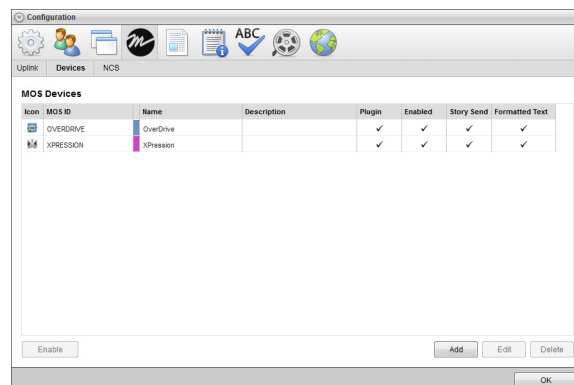 Configuration
ABC
Uplink Devices NCS
MOS Devices
Icon MOS ID Name Description Plugin Enabled Story Send Formatted Text
OVERDRIVE OverDrive ✓ ✓ ✓ ✓
XPRESSION XPression ✓ ✓ ✓ ✓
Enable Add Edit Delete
OK